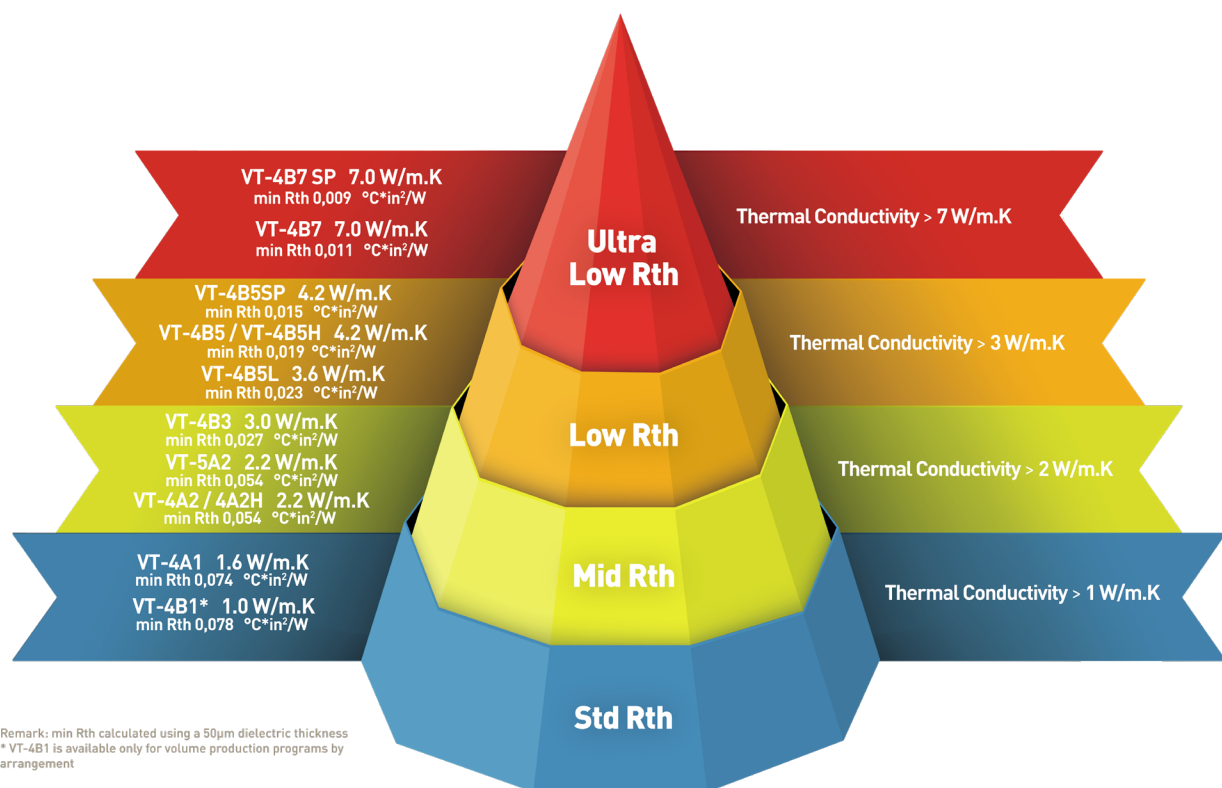 VT-4B7 SP 7.0 W/m.K
min Rth 0,009 °C*in²/W
VT-4B7 7.0 W/m.K
min Rth 0,011 °C*in²/W
Ultra
Low Rth
Thermal Conductivity > 7 W/m.K
VT-4B5SP 4.2 W/m.K
min Rth 0,015 °C*in²/W
VT-4B5 / VT-4B5H 4.2 W/m.K
min Rth 0,019 °C*in²/W
VT-4B5L 3.6 W/m.K
min Rth 0,023 °C*in²/W
Low Rth
Thermal Conductivity > 3 W/m.K
VT-4B3 3.0 W/m.K
min Rth 0,027 °C*in²/W
VT-5A2 2.2 W/m.K
min Rth 0,054 °C*in²/W
VT-4A2 / 4A2H 2.2 W/m.K
min Rth 0,054 °C*in²/W
Mid Rth
Thermal Conductivity > 2 W/m.K
VT-4A1 1.6 W/m.K
min Rth 0,074 °C*in²/W
VT-4B1* 1.0 W/m.K
min Rth 0,078 °C*in²/W
Std Rth
Thermal Conductivity > 1 W/m.K
Remark: min Rth calculated using a 50µm dielectric thickness
* VT-4B1 is available only for volume production programs by
arrangement